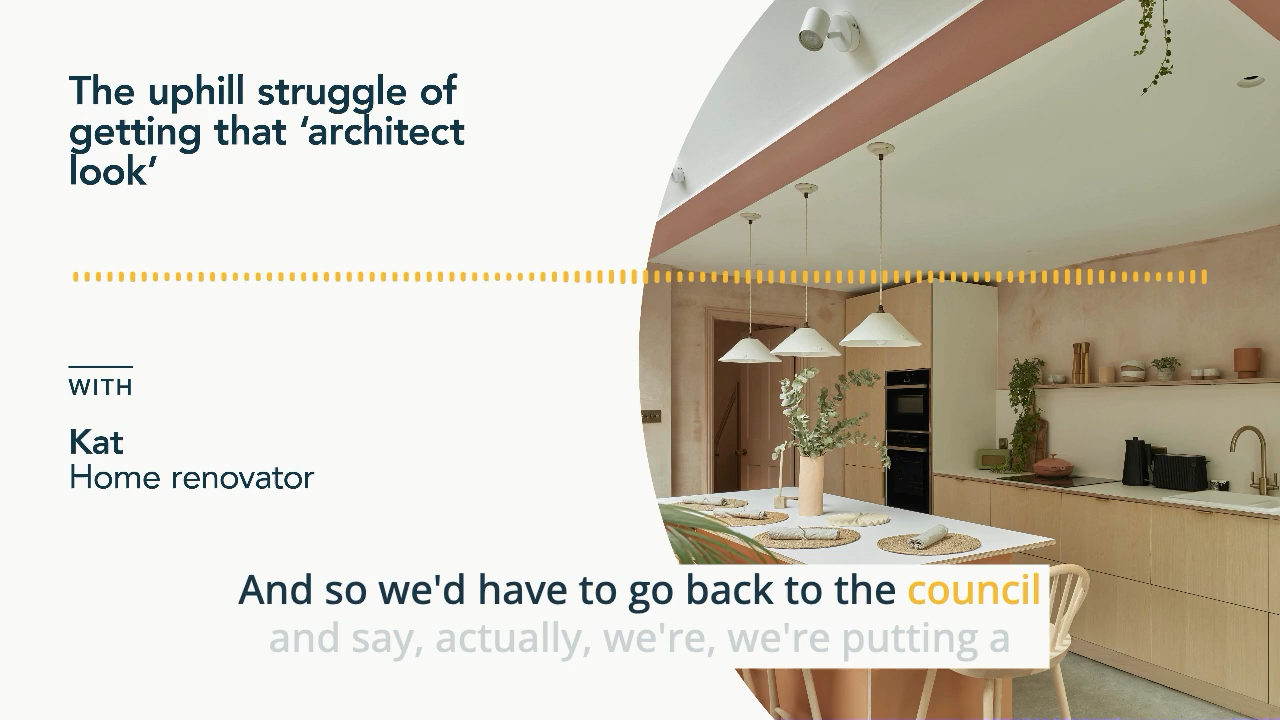 The uphill struggle of
getting that ‘architect
look’
WITH
Kat
Home renovator
And so we'd have to go back to the council
and say, actually, we're, we're putting a